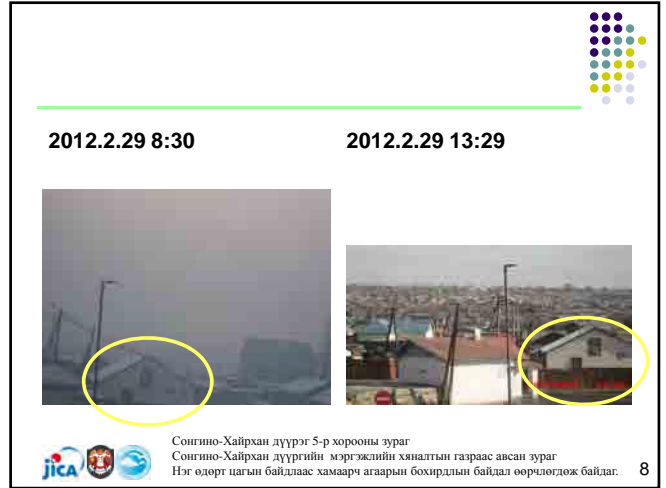 2012.2.29 8:30
2012.2.29 13:29
Сонгино-Хайрхан дүүрэг 5-р хорооны зураг
Сонгино-Хайрхан дүүргийн мэргэжлийн хяналтын газраас авсан зураг
Нэг өдөрт цагын байдлаас хамаарч агаарын бохирдлын байдал өөрчлөгдөж байдаг.
jica
8